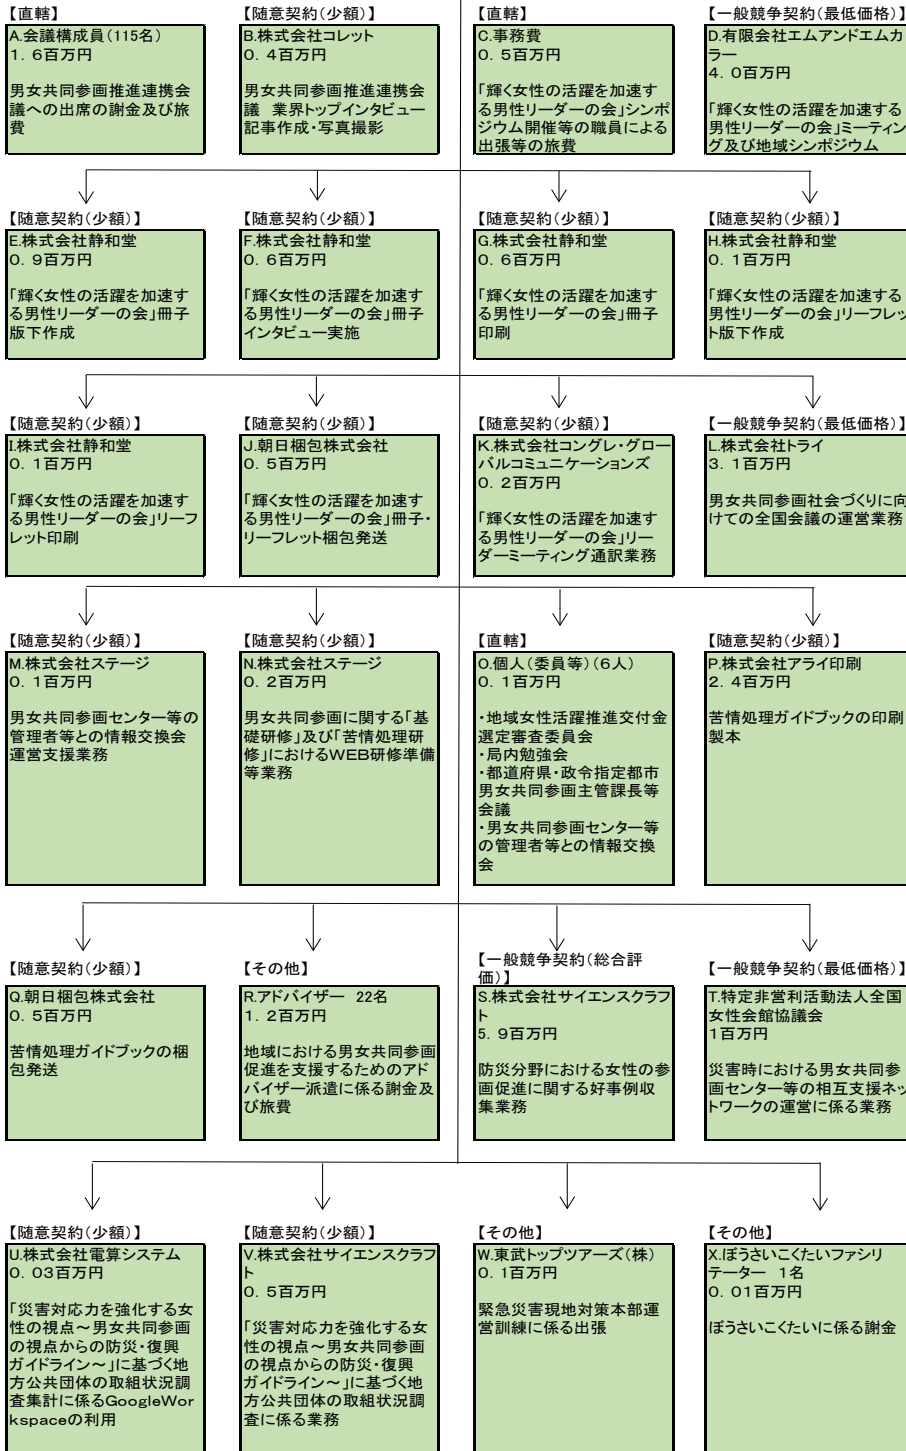 【直轄】
A.会議構成員(115名)
1.6百万円
男女共同参画推進連携会
議への出席の謝金及び旅
費
【随意契約(少額)】
B.株式会社コレット
0.4百万円
男女共同参画推進連携会
議 業界トップインタビュー
記事作成・写真撮影
【直轄】
C.事務費
0.5百万円
「輝く女性の活躍を加速す
る男性リーダーの会」シンポ
ジウム開催等の職員による
出張等の旅費
【一般競争契約(最低価格)】
D.有限会社エムアンドエムカ
ラー
4.0百万円
「輝く女性の活躍を加速する
男性リーダーの会」ミーティン
グ及び地域シンポジウム
【随意契約(少額)】
E.株式会社静和堂
0.9百万円
「輝く女性の活躍を加速す
る男性リーダーの会」冊子
版下作成
【随意契約(少額)】
F.株式会社静和堂
0.6百万円
「輝く女性の活躍を加速す
る男性リーダーの会」冊子
インタビュー実施
【随意契約(少額)】
G.株式会社静和堂
0.6百万円
「輝く女性の活躍を加速す
る男性リーダーの会」冊子
印刷
【随意契約(少額)】
H.株式会社静和堂
0.1百万円
「輝く女性の活躍を加速する
男性リーダーの会」リーフレッ
ト版下作成
【随意契約(少額)】
I.株式会社静和堂
0.1百万円
「輝く女性の活躍を加速す
る男性リーダーの会」リーフ
レット印刷
【随意契約(少額)】
J.朝日梱包株式会社
0.5百万円
「輝く女性の活躍を加速す
る男性リーダーの会」冊子・
リーフレット梱包発送
【随意契約(少額)】
K.株式会社コングレ・グロー
バルコミュニケーションズ
0.2百万円
「輝く女性の活躍を加速す
る男性リーダーの会」リー
ダーミーティング通訳業務
【一般競争契約(最低価格)】
L.株式会社トライ
3.1百万円
男女共同参画社会づくりに向
けての全国会議の運営業務
【随意契約(少額)】
M.株式会社ステージ
0.1百万円
男女共同参画センター等の
管理者等との情報交換会
運営支援業務
【随意契約(少額)】
N.株式会社ステージ
0.2百万円
男女共同参画に関する「基
礎研修」及び「苦情処理研
修」におけるWEB研修準備
等業務
【直轄】
O.個人(委員等)(6人)
0.1百万円
・地域女性活躍推進交付金
選定審査委員会
・局内勉強会
・都道府県・政令指定都市
男女共同参画主管課長等
会議
・男女共同参画センター等
の管理者等との情報交換
会
【随意契約(少額)】
P.株式会社アライ印刷
2.4百万円
苦情処理ガイドブックの印刷
製本
【随意契約(少額)】
Q.朝日梱包株式会社
0.5百万円
苦情処理ガイドブックの梱
包発送
【その他】
R.アドバイザー 22名
1.2百万円
地域における男女共同参画
促進を支援するためのアド
バイザー派遣に係る謝金及
び旅費
【一般競争契約(総合評
価)】
S.株式会社サイエンスクラフ
ト
5.9百万円
防災分野における女性の参
画促進に関する好事例収
集業務
【一般競争契約(最低価格)】
T.特定非営利活動法人全国
女性会館協議会
1百万円
災害時における男女共同参
画センター等の相互支援ネッ
トワークの運営に係る業務
【随意契約(少額)】
U.株式会社電算システム
0.03百万円
「災害対応力を強化する女
性の視点~男女共同参画
の視点からの防災・復興
ガイドライン~」に基づく地
方公共団体の取組状況調
査集計に係るGoogleWor
kspaceの利用
【随意契約(少額)】
V.株式会社サイエンスクラフ
ト
0.5百万円
「災害対応力を強化する女
性の視点~男女共同参画
の視点からの防災・復興
ガイドライン~」に基づく地
方公共団体の取組状況調
査に係る業務
【その他】
W.東武トップツアーズ(株)
0.1百万円
緊急災害現地対策本部運
営訓練に係る出張
【その他】
X.ぼうさいこくたいファシリ
テーター 1名
0.01百万円
ぼうさいこくたいに係る謝金